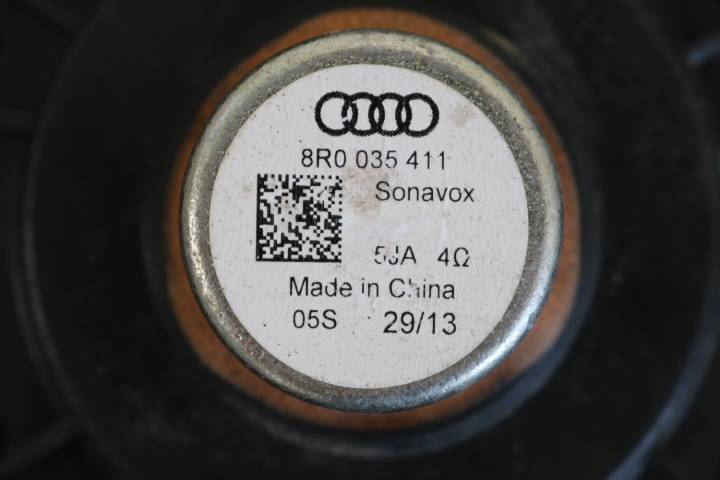 8R0 035 411
Sonavox
5JA 4Ω
Made in China
05S 29/13